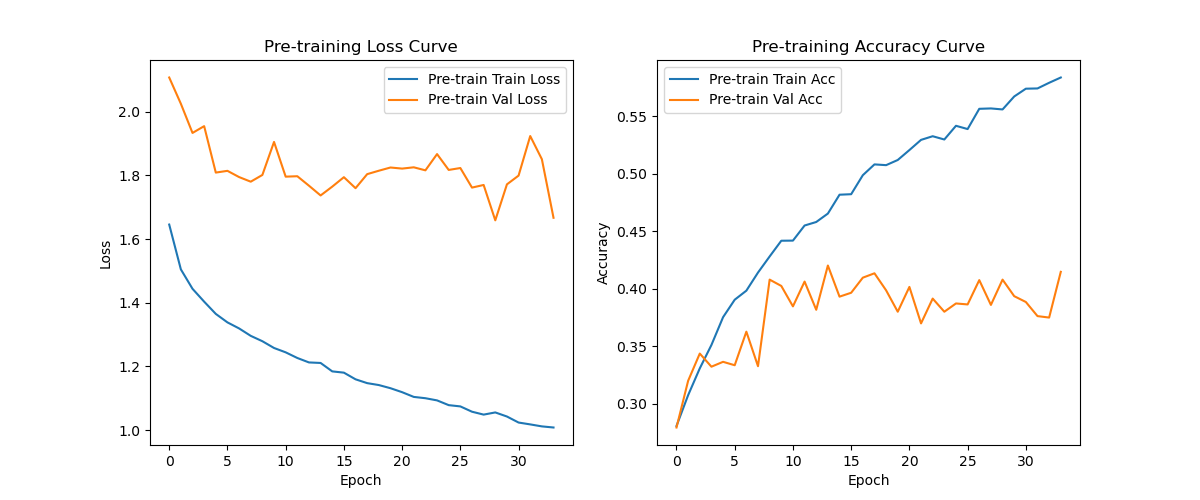 Pre-training Loss Curve
Pre-train Train Loss
Pre-train Val Loss
2.0
1.8
1.6
1.4
1.2
1.0
Loss
0 5 10 15 20 25 30
Epoch
Pre-training Accuracy Curve
Pre-train Train Acc
Pre-train Val Acc
0.55
0.50
0.45
0.40
0.35
0.30
Accuracy
0 5 10 15 20 25 30
Epoch